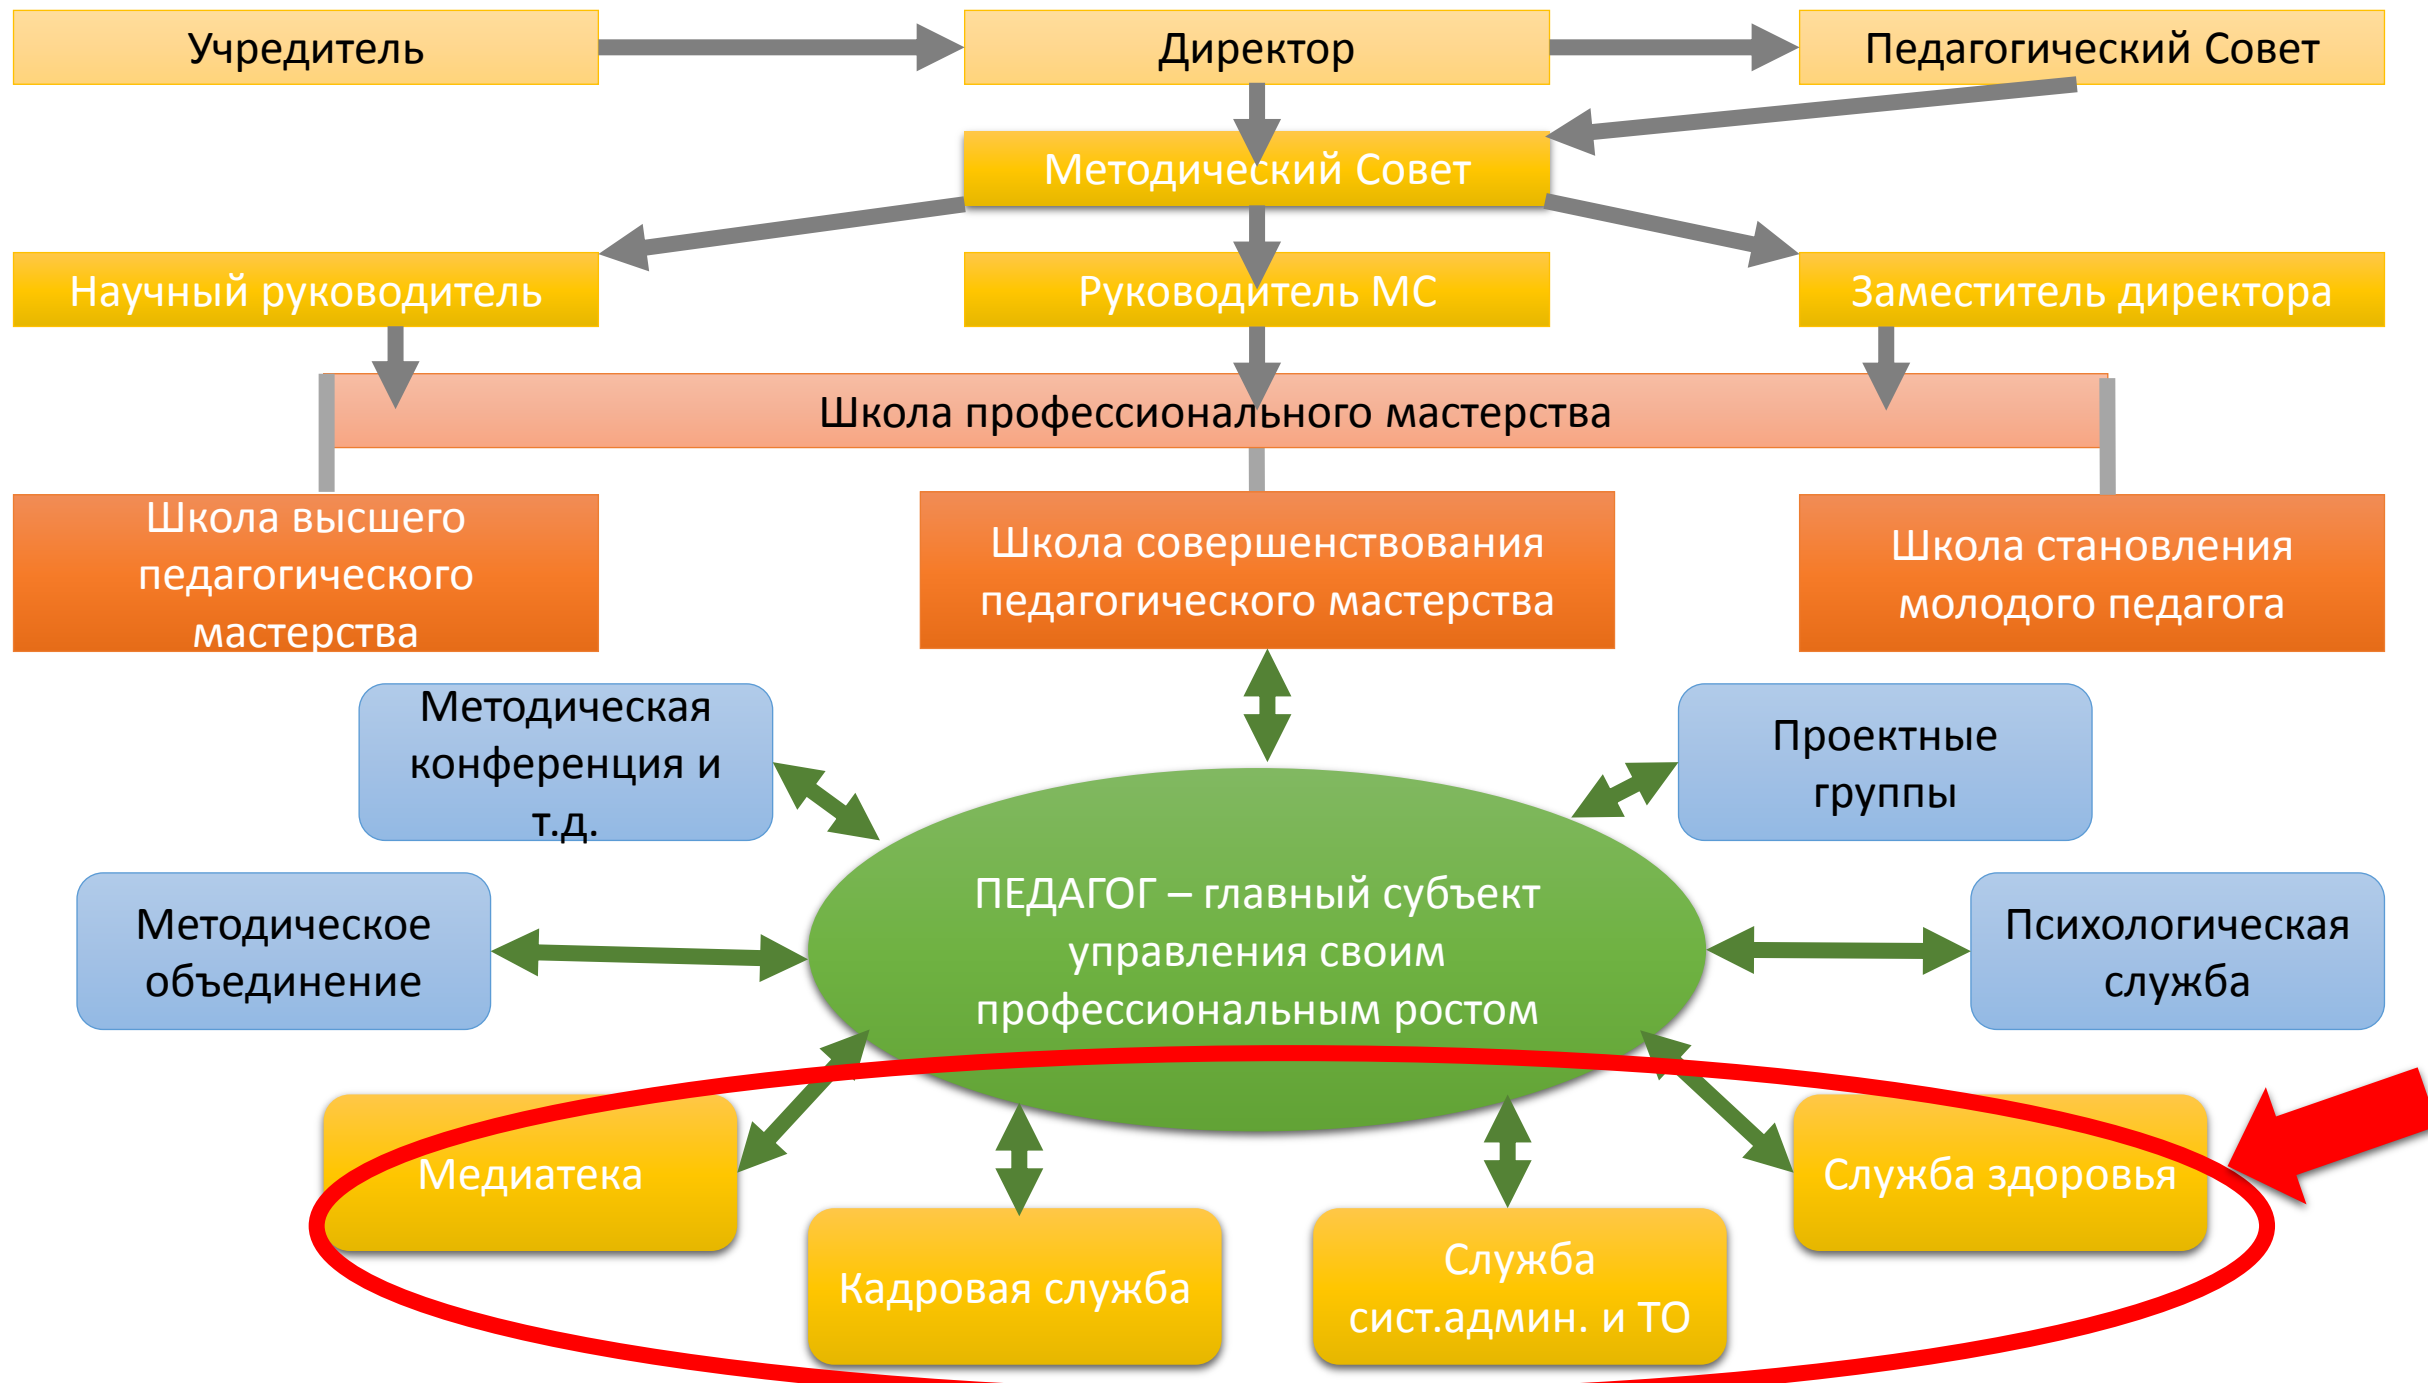 Учредитель
Директор
Педагогический Совет
Методический Совет
Научный руководитель
Руководитель МС
Заместитель директора
Школа профессионального мастерства
Школа высшего
педагогического
мастерства
Школа совершенствования
педагогического мастерства
Школа становления
молодого педагога
Методическая
конференция и
т.д.
Проектные
группы
Методическое
объединение
ПЕДАГОГ – главный субъект
управления своим
профессиональным ростом
Психологическая
служба
Медиатека
Кадровая служба
Служба
сист.админ. и ТО
Служба здоровья